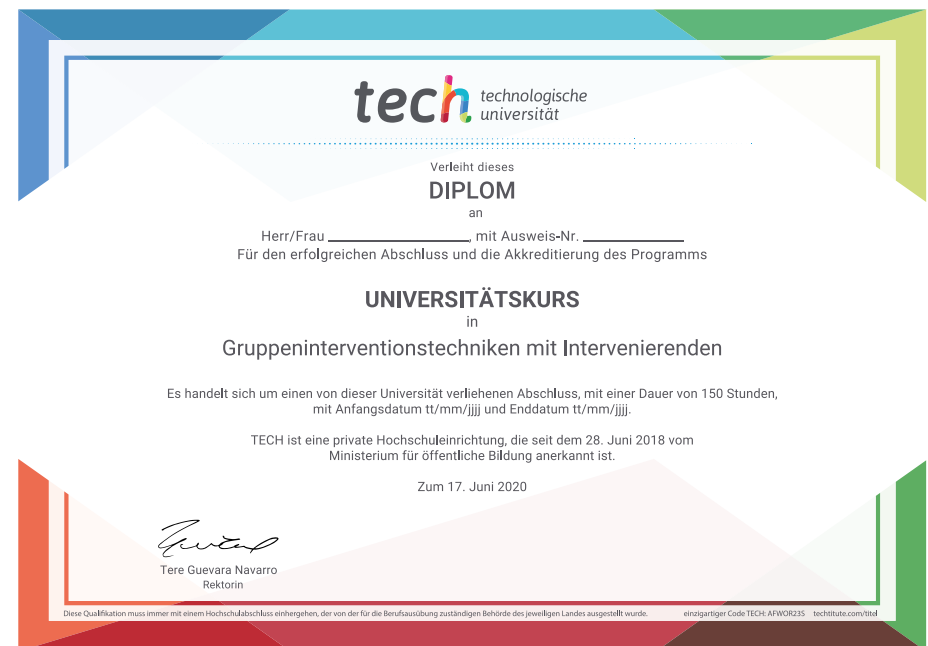 tech technologische
universität
Verleiht dieses
DIPLOM
an
Herr/Frau ____________, mit Ausweis-Nr. ____________
Für den erfolgreichen Abschluss und die Akkreditierung des Programms
UNIVERSITÄTSKURS
in
Gruppeninterventionstechniken mit Intervenierenden
Es handelt sich um einen von dieser Universität verliehenen Abschluss, mit einer Dauer von 150 Stunden,
mit Anfangsdatum tt/mm/jjjj und Enddatum tt/mm/jjjj.
TECH ist eine private Hochschuleinrichtung, die seit dem 28. Juni 2018 vom
Ministerium für öffentliche Bildung anerkannt ist.
Zum 17. Juni 2020
Tere Guevara Navarro
Rektorin
Diese Qualifikation muss immer mit einem Hochschulabschluss einhergehen, der von der für die Berufsausübung zuständigen Behörde des jeweiligen Landes ausgestellt wurde. einzigartiger Code TECH: AFWOR23S techtitute.com/titel